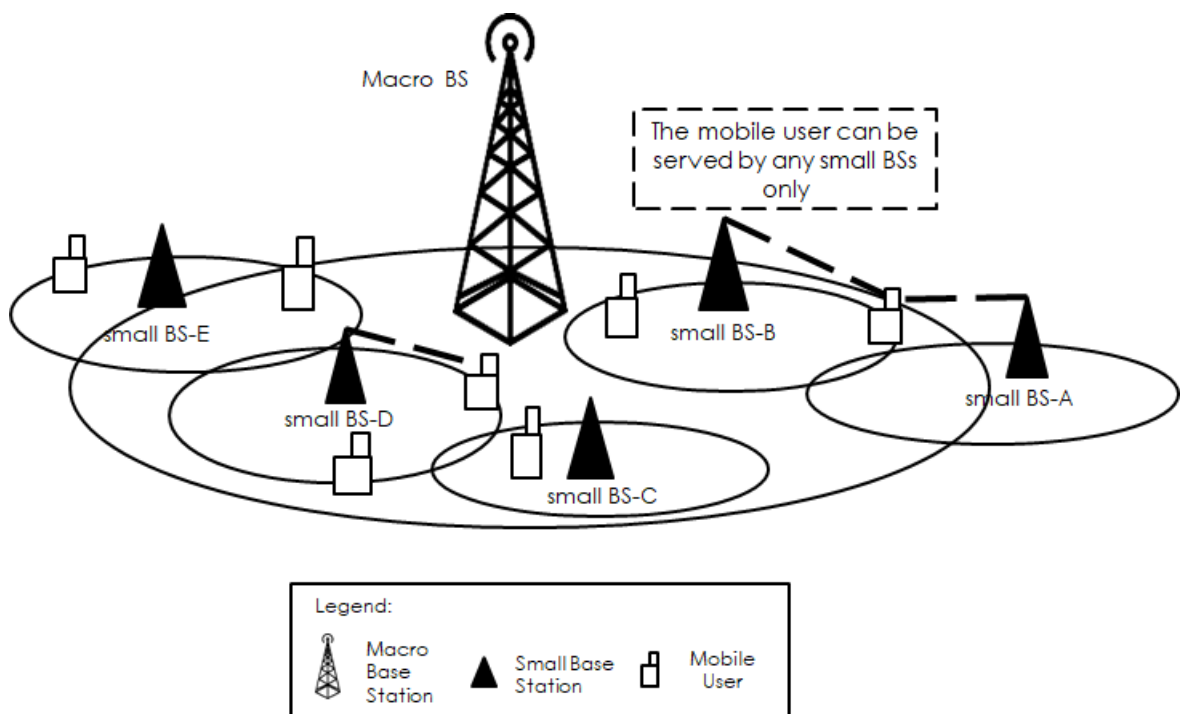 Macro BS
The mobile user can be
served by any small BSs
only
small BS-E
small BS-B
small BS-A
small BS-D
small BS-C
Legend:
Macro
Base
Station
Small Base
Station
Mobile
User